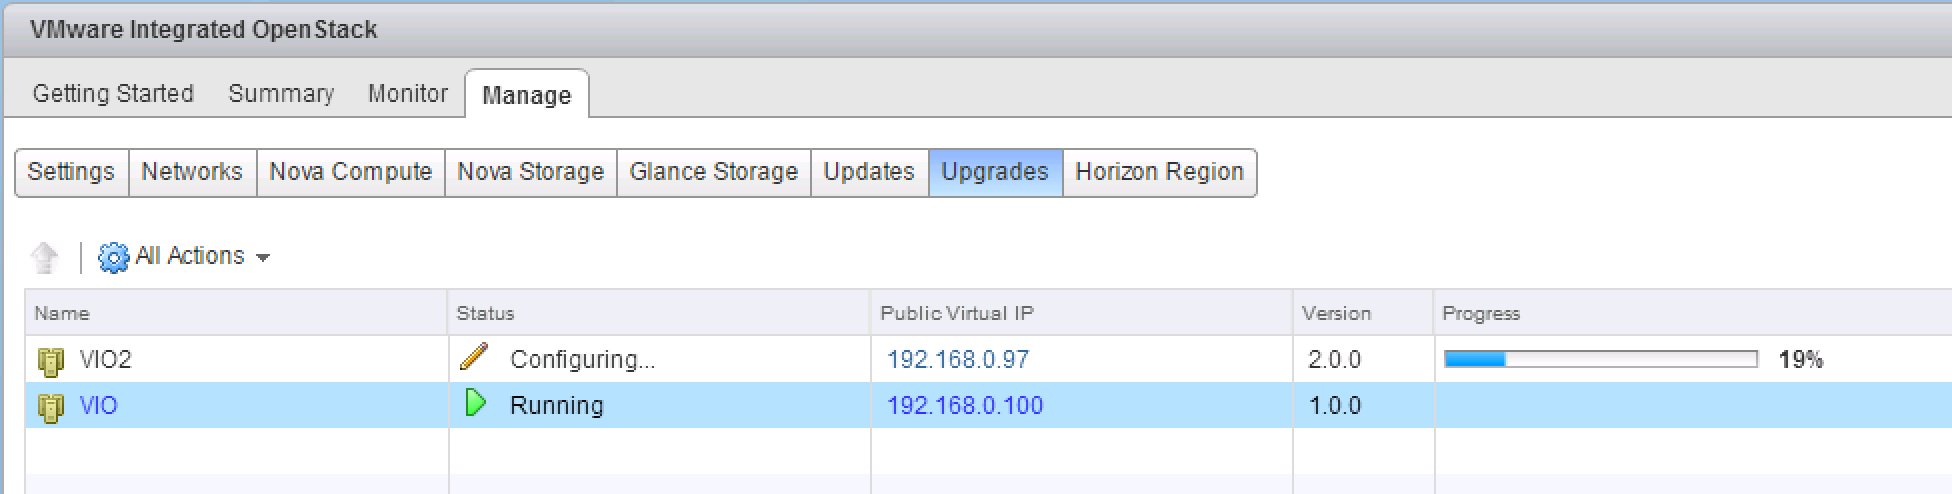 VMware Integrated OpenStack
Getting Started Summary Monitor Manage
Settings Networks Nova Compute Nova Storage Glance Storage Updates Upgrades Horizon Region
All Actions
Name Status Public Virtual IP Version Progress
VIO2 Configuring... 192.168.0.97 2.0.0 19%
VIO Running 192.168.0.100 1.0.0